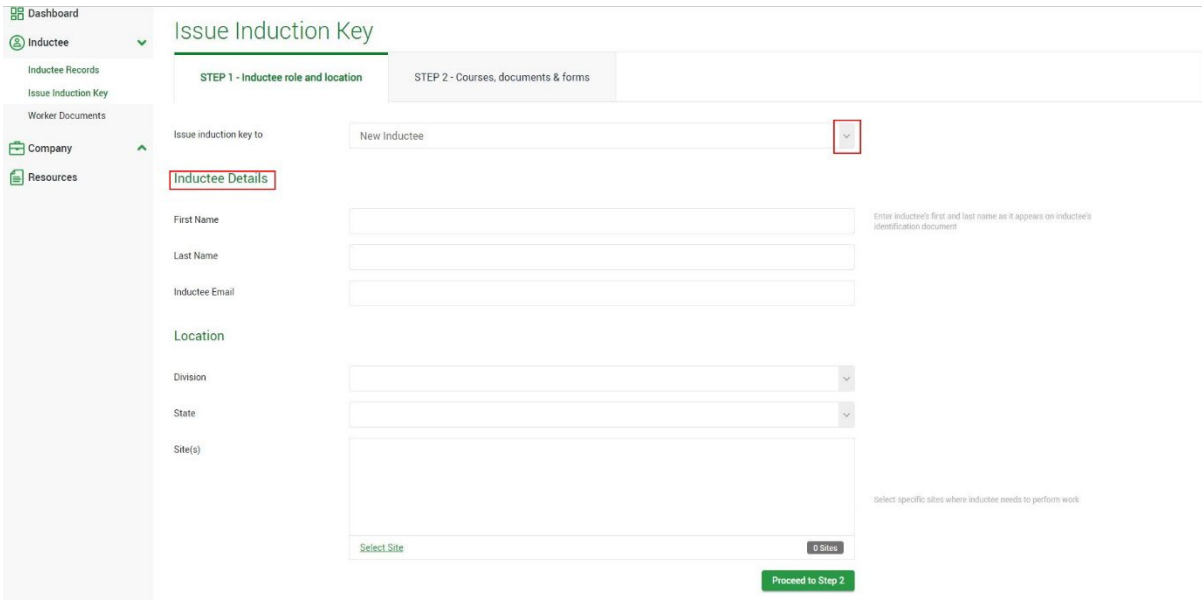 Dashboard
Inductee
Inductee Records
Issue Induction Key
Worker Documents
Company
Resources
Issue Induction Key
STEP 1 - Inductee role and location
STEP 2 - Courses, documents & forms
Issue induction key to
New Inductee
Inductee Details
First Name
Enter inductee's first and last name as it appears on inductee's
identification document
Last Name
Inductee Email
Location
Division
State
Site(s)
Select specific sites where inductee needs to perform work
Select Site
0 Sites
Proceed to Step 2